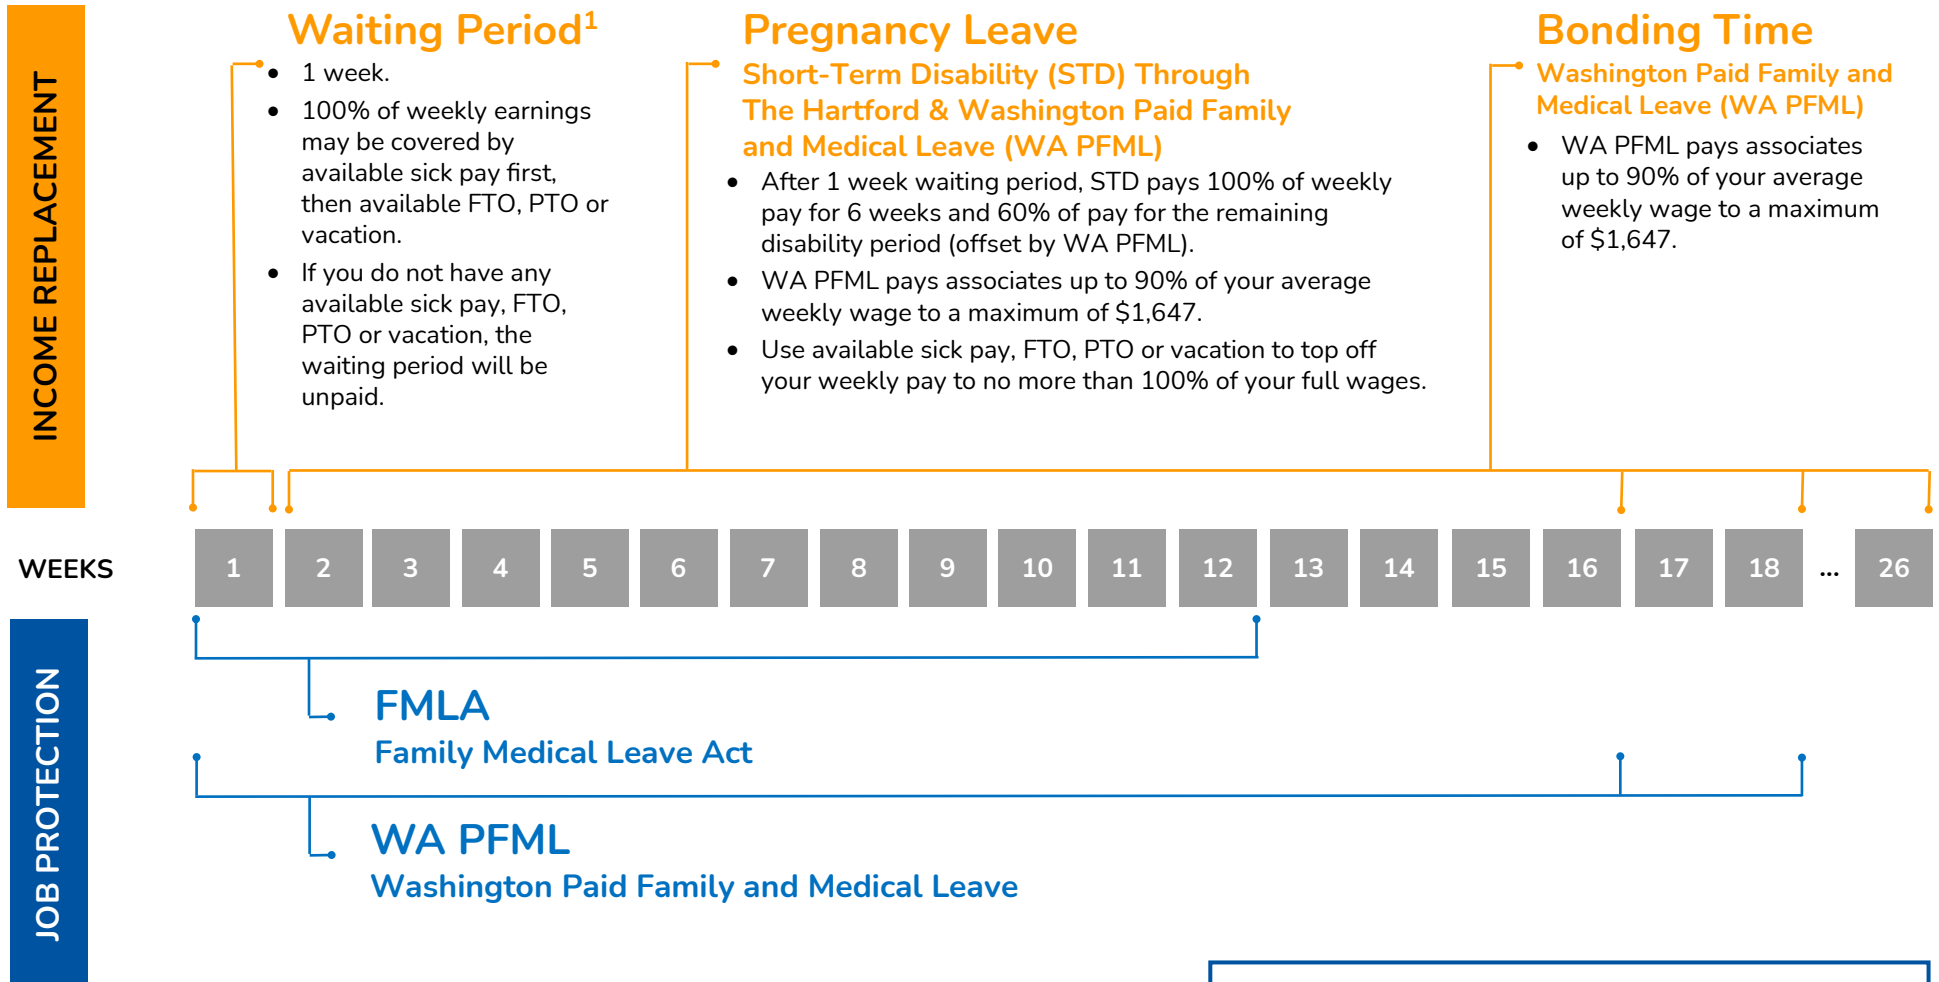 INCOME REPLACEMENT
Waiting Period¹
• 1 week.
• 100% of weekly earnings
may be covered by
available sick pay first,
then available FTO, PTO or
vacation.
• If you do not have any
available sick pay, FTO,
PTO or vacation, the
waiting period will be
unpaid.
Pregnancy Leave
Short-Term Disability (STD) Through
The Hartford & Washington Paid Family
and Medical Leave (WA PFML)
• After 1 week waiting period, STD pays 100% of weekly
pay for 6 weeks and 60% of pay for the remaining
disability period (offset by WA PFML).
• WA PFML pays associates up to 90% of your average
weekly wage to a maximum of $1,647.
• Use available sick pay, FTO, PTO or vacation to top off
your weekly pay to no more than 100% of your full wages.
Bonding Time
Washington Paid Family and
Medical Leave (WA PFML)
• WA PFML pays associates
up to 90% of your average
weekly wage to a maximum
of $1,647.
WEEKS 1 2 3 4 5 6 7 8 9 10 11 12 13 14 15 16 17 18 ... 26
JOB PROTECTION
FMLA
Family Medical Leave Act
WA PFML
Washington Paid Family and Medical Leave